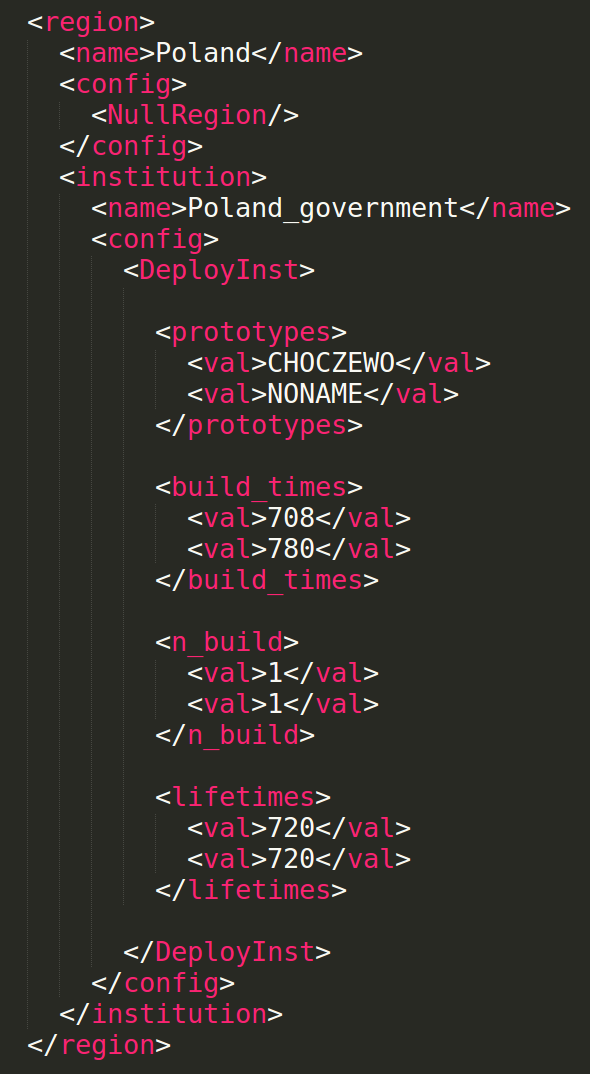 <region>
<name>Poland</name>
<config>
<NullRegion/>
</config>
<institution>
<name>Poland_government</name>
<config>
<DeployInst>
<prototypes>
<val>CHOCZEWO</val>
<val>NONAME</val>
</prototypes>
<build_times>
<val>708</val>
<val>780</val>
</build_times>
<n_build>
<val>1</val>
<val>1</val>
</n_build>
<lifetimes>
<val>720</val>
<val>720</val>
</lifetimes>
</DeployInst>
</config>
</institution>
</region>